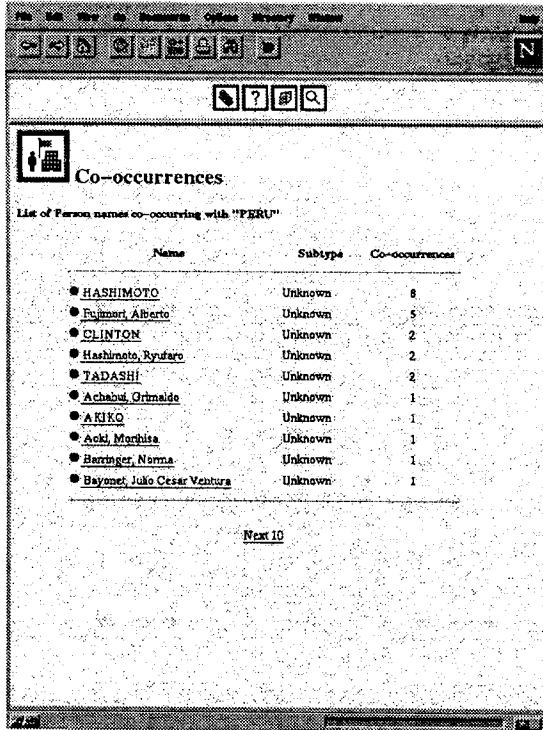 File Edit View Go Bookmarks Options Directory Window Help
N
?
Co-occurrences
List of Person names co-occurring with "PERU"
Name Subtype Co-occurrences
HASHIMOTO Unknown 8
Fujimori, Alberto Unknown 5
CLINTON Unknown 2
Hashimoto, Ryutaro Unknown 2
TADASHI Unknown 2
Achahui, Grimaldo Unknown 1
AKIKO Unknown 1
Aoki, Morihisa Unknown 1
Barringer, Norma Unknown 1
Bayonet, Julio Cesar Ventura Unknown 1
Next 10